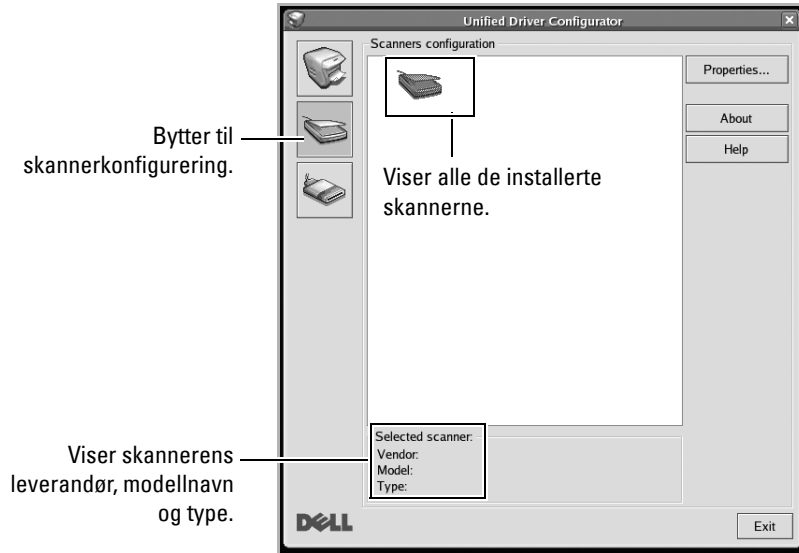 Unified Driver Configurator
Scanners configuration
Properties...
About
Help
Bytter til
skannerkonfigurering.
Viser alle de installerte
skannerne.
Selected scanner:
Vendor:
Model:
Type:
Viser skannerens
leverandør, modellnavn
og type.
DELL
Exit